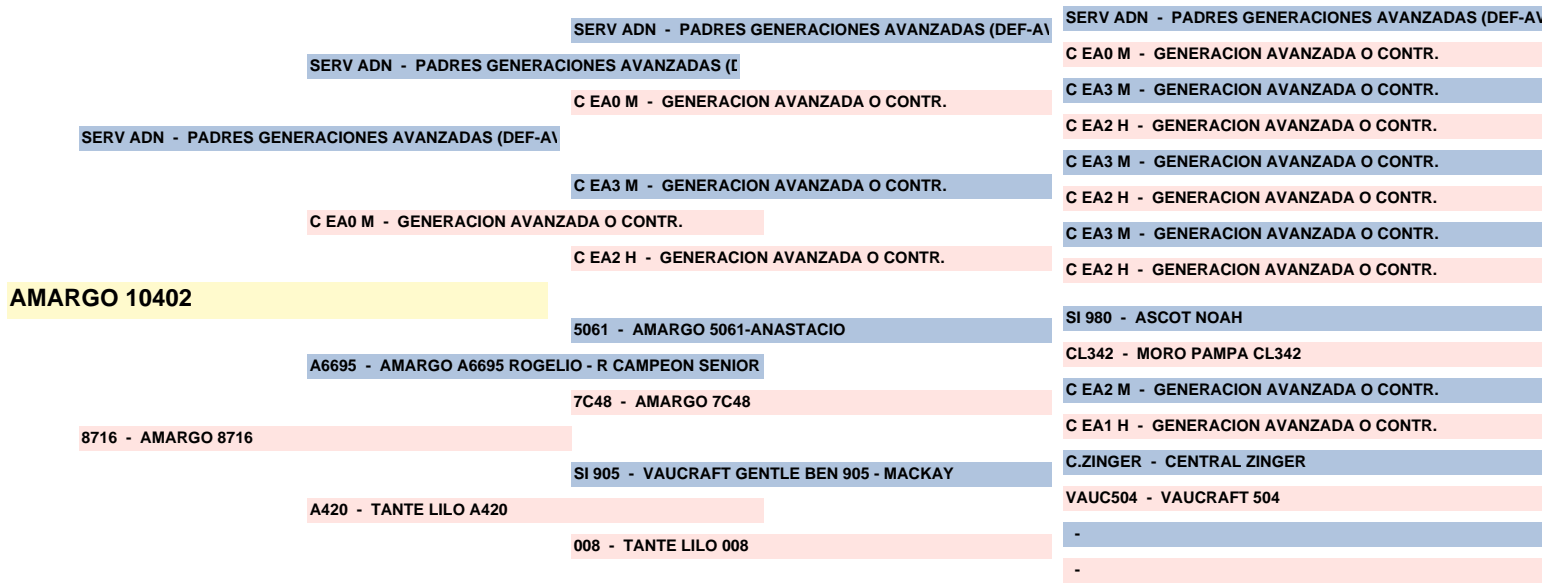 SERV ADN - PADRES GENERACIONES AVANZADAS (DEF-AV
SERV ADN - PADRES GENERACIONES AVANZADAS (DEF-AV
C EA0 M - GENERACION AVANZADA O CONTR.
SERV ADN - PADRES GENERACIONES AVANZADAS (D
C EA3 M - GENERACION AVANZADA O CONTR.
C EA0 M - GENERACION AVANZADA O CONTR.
C EA2 H - GENERACION AVANZADA O CONTR.
SERV ADN - PADRES GENERACIONES AVANZADAS (DEF-AV
C EA3 M - GENERACION AVANZADA O CONTR.
C EA3 M - GENERACION AVANZADA O CONTR.
C EA2 H - GENERACION AVANZADA O CONTR.
C EA0 M - GENERACION AVANZADA O CONTR.
C EA3 M - GENERACION AVANZADA O CONTR.
C EA2 H - GENERACION AVANZADA O CONTR.
C EA2 H - GENERACION AVANZADA O CONTR.
AMARGO 10402
SI 980 - ASCOT NOAH
5061 - AMARGO 5061-ANASTACIO
CL342 - MORO PAMPA CL342
A6695 - AMARGO A6695 ROGELIO - R CAMPEON SENIOR
C EA2 M - GENERACION AVANZADA O CONTR.
7C48 - AMARGO 7C48
C EA1 H - GENERACION AVANZADA O CONTR.
8716 - AMARGO 8716
C.ZINGER - CENTRAL ZINGER
SI 905 - VAUCRAFT GENTLE BEN 905 - MACKAY
VAUC504 - VAUCRAFT 504
A420 - TANTE LILO A420
-
008 - TANTE LILO 008
-